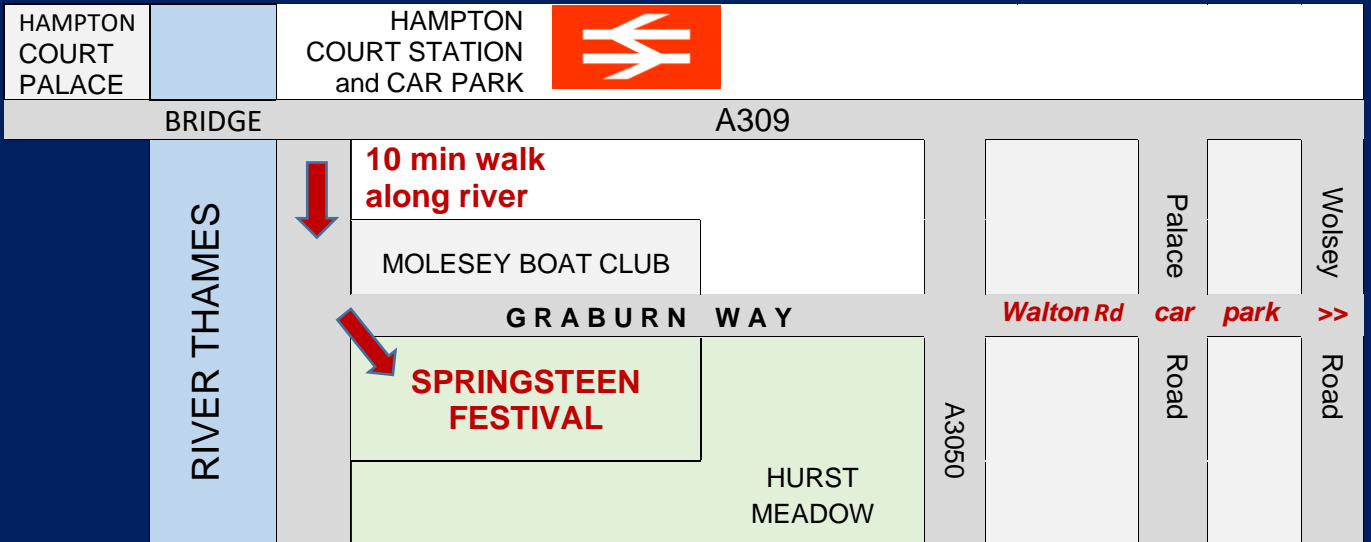 HAMPTON
COURT
PALACE
HAMPTON
COURT STATION
and CAR PARK
BRIDGE
A309
10 min walk
along river
RIVER THAMES
MOLESEY BOAT CLUB
GRABURN WAY
Walton Rd car park >>
Palace
Road
Wolsey
Road
SPRINGSTEEN
FESTIVAL
A3050
HURST
MEADOW